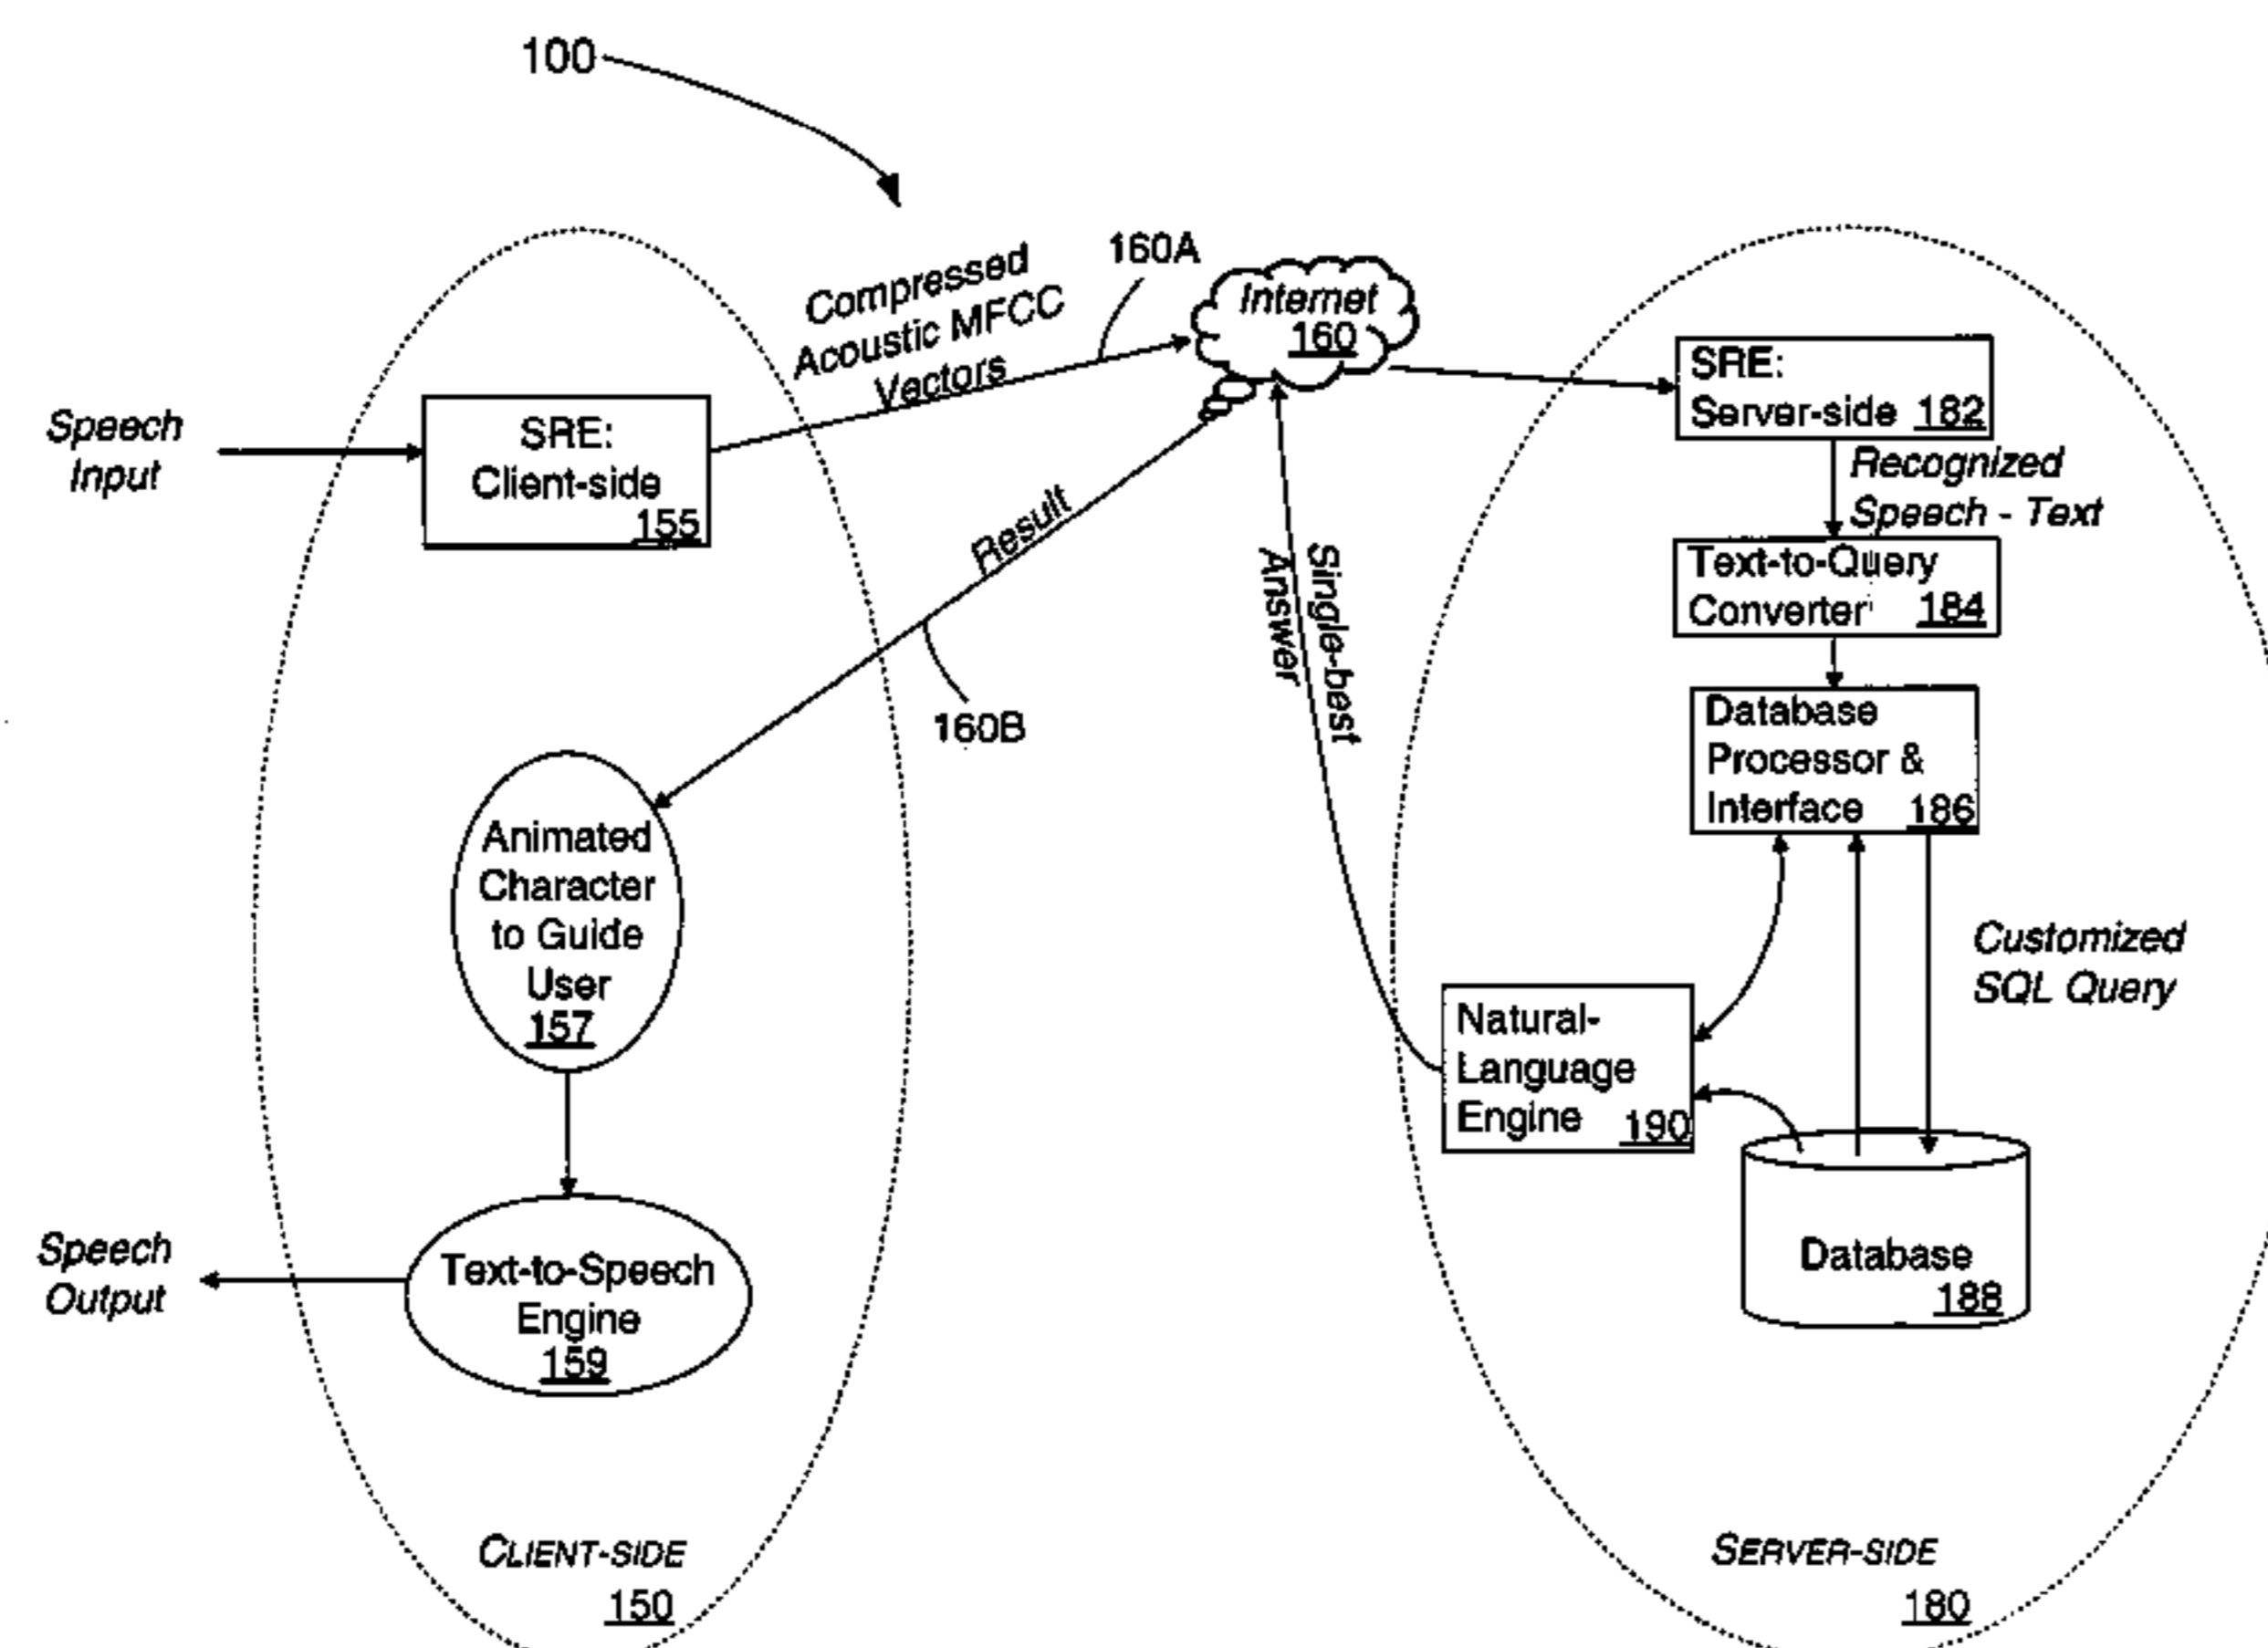 100
Compressed
Acoustic MFCC
Vectors
160A
Internet
160
Speech
Input
SRE:
Client-side
155
SRE:
Server-side 182
Recognized
Speech - Text
Text-to-Query
Converter 184
Result
160B
Single-best
Answer
Database
Processor &
Interface 186
Animated
Character
to Guide
User
157
Customized
SQL Query
Natural-
Language
Engine 190
Speech
Output
Text-to-Speech
Engine
159
Database
188
CLIENT-SIDE
150
SERVER-SIDE
180